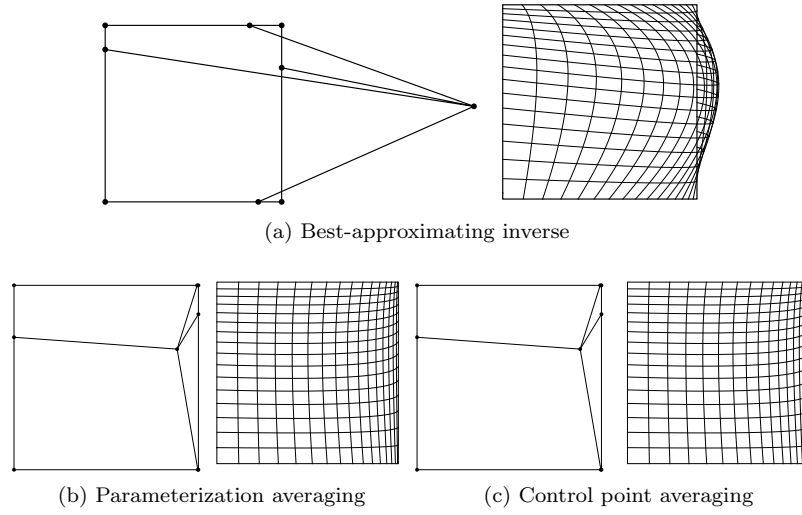 (a) Best-approximating inverse
(b) Parameterization averaging
(c) Control point averaging